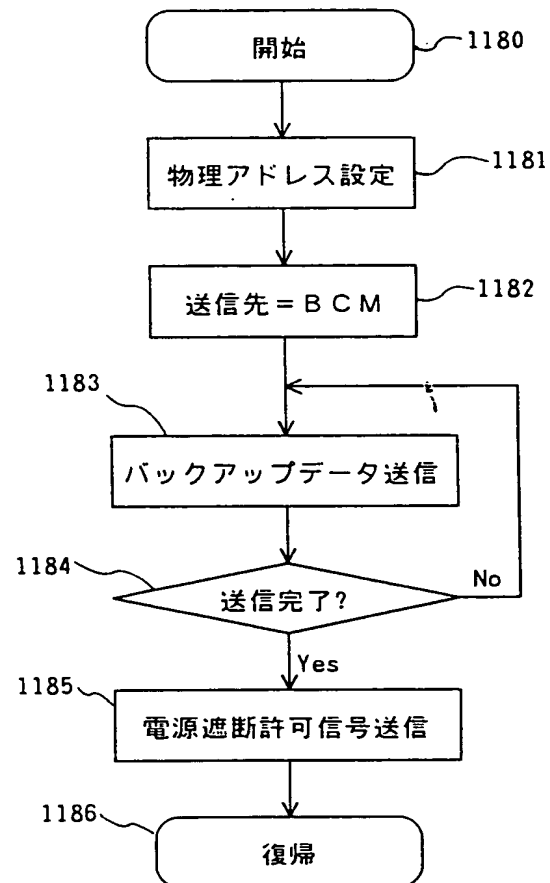 開始
1180
物理アドレス設定
1181
送信先=BCM
1182
1183
バックアップデータ送信
1184
送信完了?
No
Yes
1185
電源遮断許可信号送信
1186
復帰